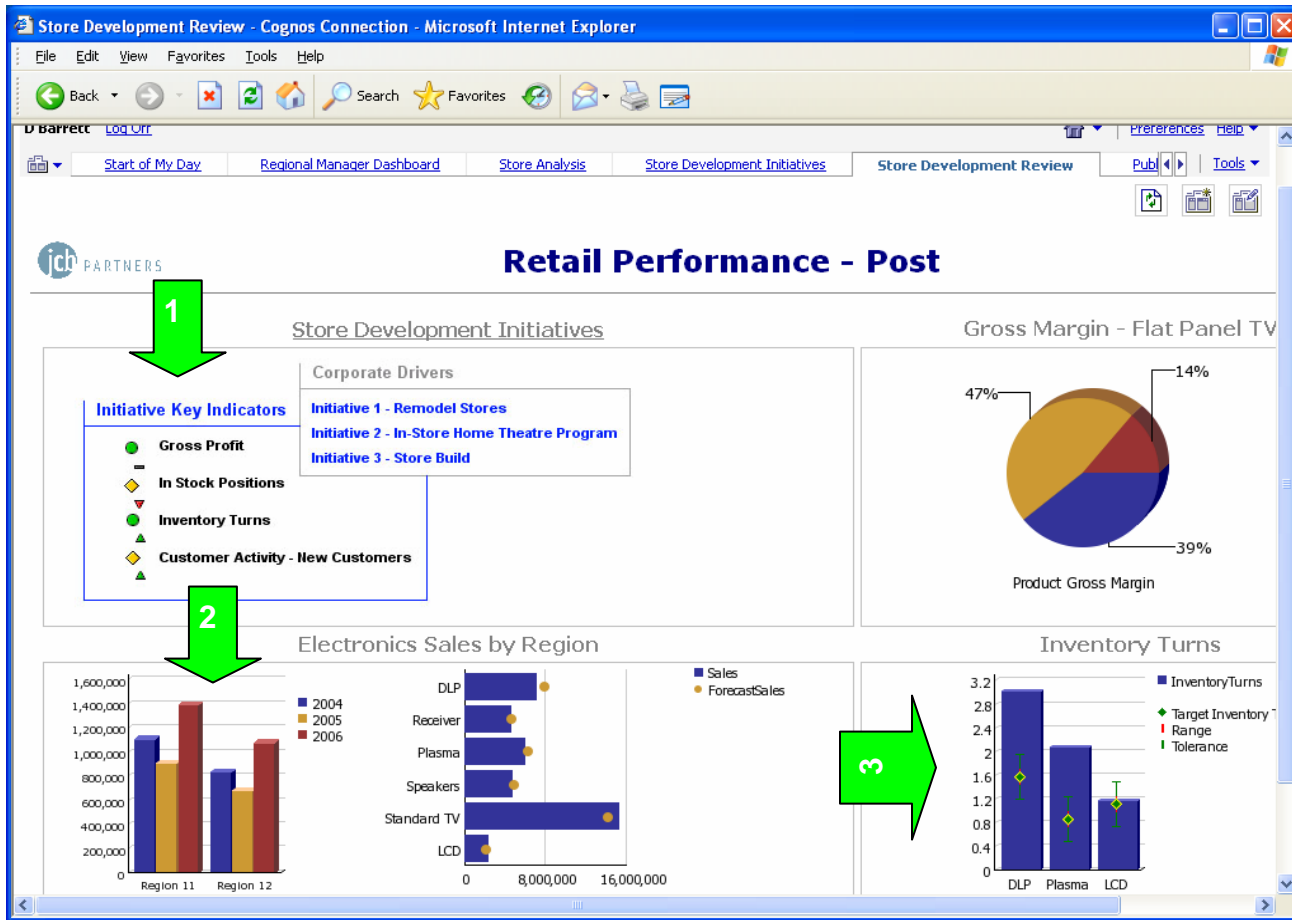 Store Development Review - Cognos Connection - Microsoft Internet Explorer
File Edit View Favorites Tools Help
Back Search Favorites
D Barrett Log Off Preferences Help
Start of My Day Regional Manager Dashboard Store Analysis Store Development Initiatives Store Development Review Publ Tools
jcb PARTNERS
Retail Performance - Post
1
Store Development Initiatives
Corporate Drivers
Initiative 1 - Remodel Stores
Initiative 2 - In-Store Home Theatre Program
Initiative 3 - Store Build
Initiative Key Indicators
Gross Profit
In Stock Positions
Inventory Turns
Customer Activity - New Customers
Gross Margin - Flat Panel TV
47%
14%
39%
Product Gross Margin
2
Electronics Sales by Region
1,600,000
1,400,000
1,200,000
1,000,000
800,000
600,000
400,000
200,000
0
Region 11 Region 12
2004
2005
2006
DLP
Receiver
Plasma
Speakers
Standard TV
LCD
0 8,000,000 16,000,000
Sales
ForecastSales
3
Inventory Turns
3.2
2.8
2.4
2
1.6
1.2
0.8
0.4
0
DLP Plasma LCD
InventoryTurns
Target Inventory T
Range
Tolerance